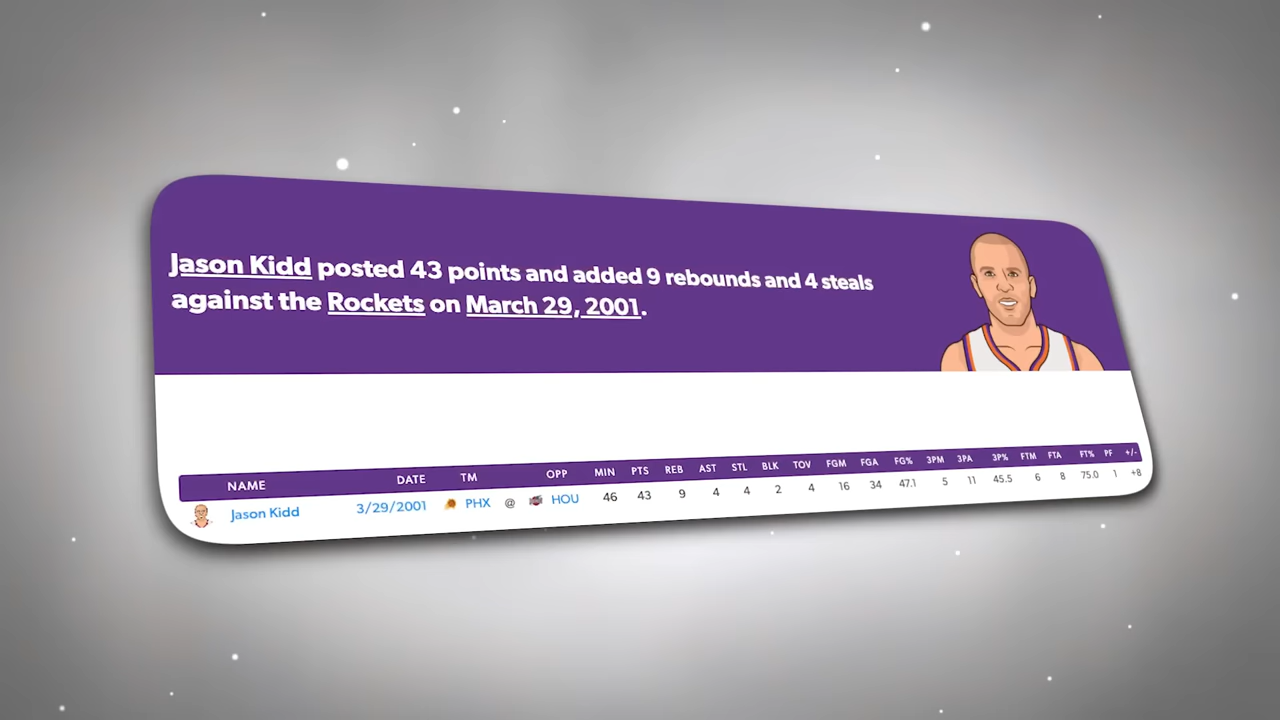 Jason Kidd posted 43 points and added 9 rebounds and 4 steals
against the Rockets on March 29, 2001.
NAME DATE TM OPP MIN PTS REB AST STL BLK TOV FGM FGA FG% 3PM 3PA 3P% FTM FTA FT% PF +/-
Jason Kidd 3/29/2001 PHX @ HOU 46 43 9 4 4 2 4 16 34 47.1 5 11 45.5 6 8 75.0 1 +8